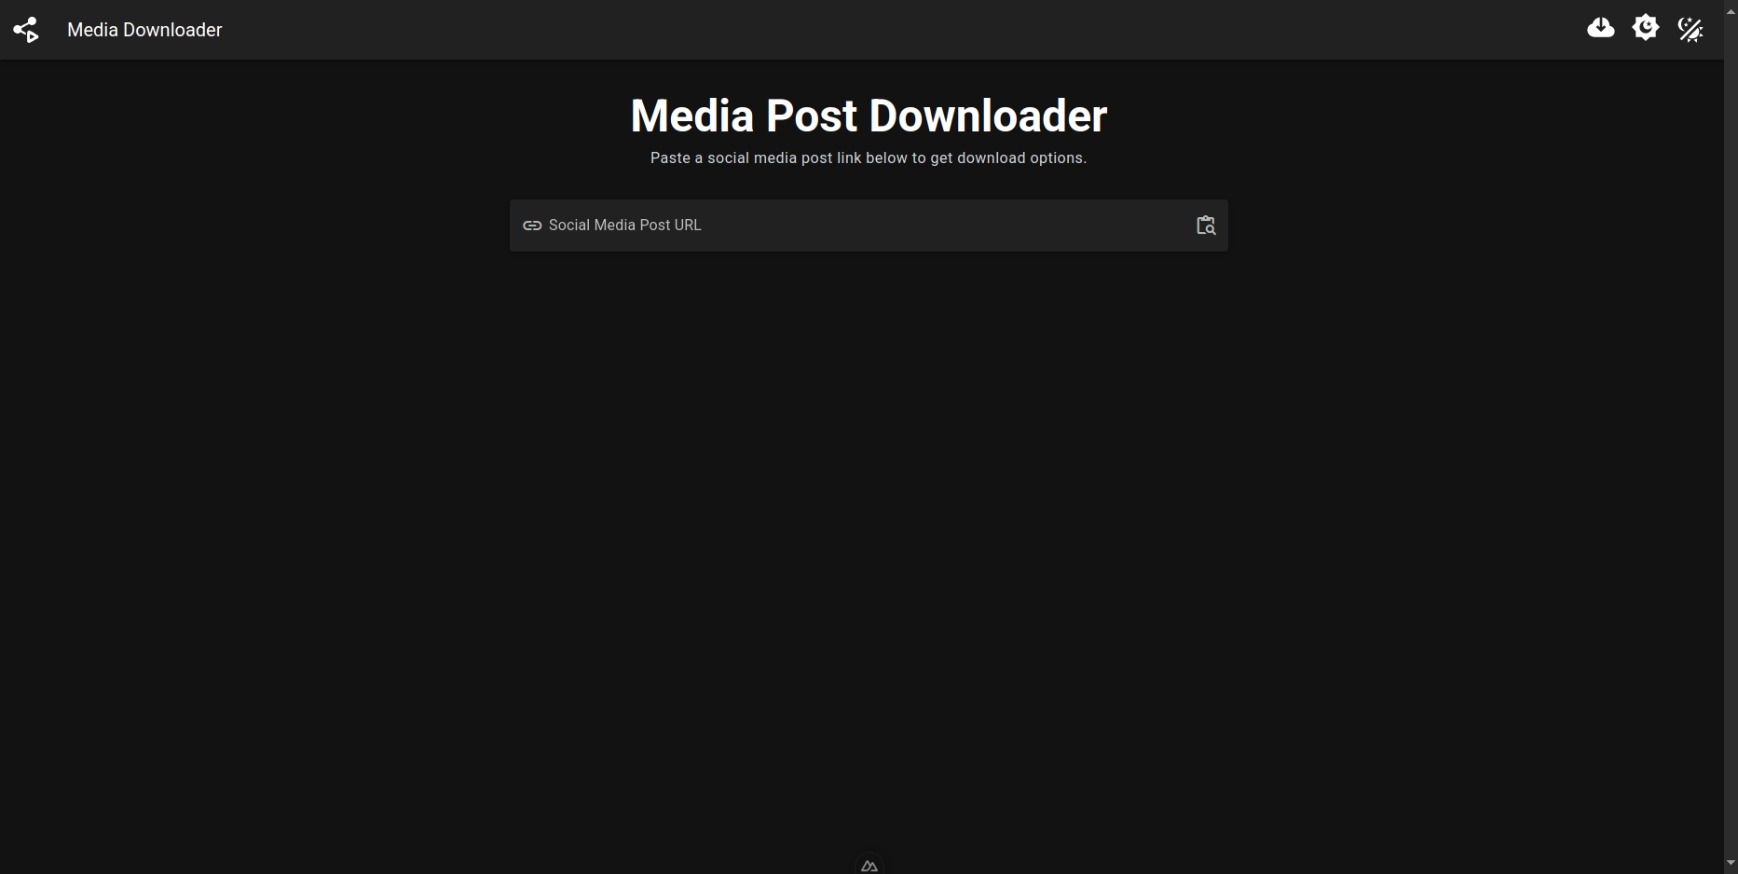 Media Downloader
Media Post Downloader
Paste a social media post link below to get download options.
Social Media Post URL